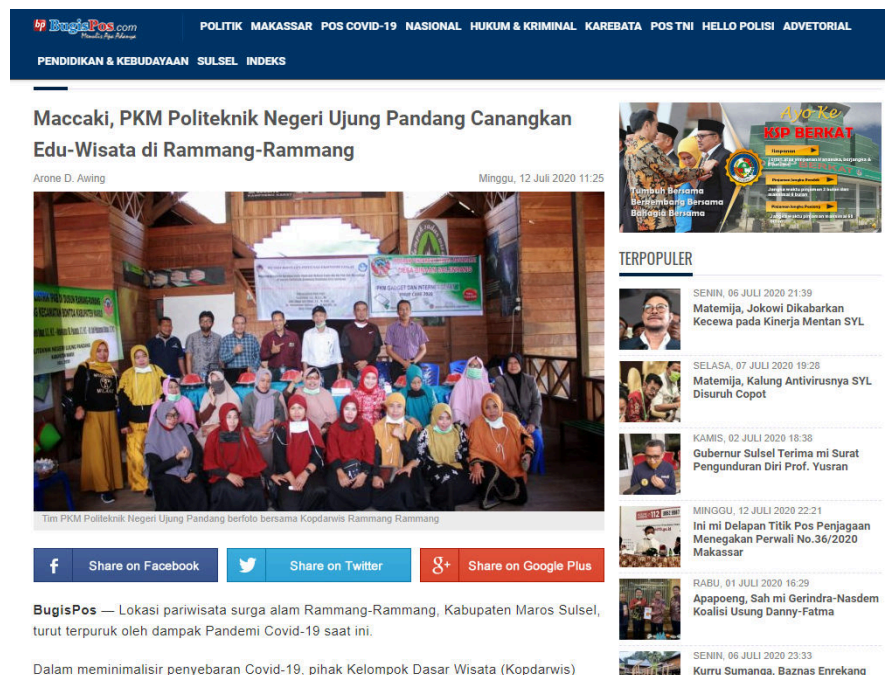 bp BugisPos.com
Menulis Apa Adanya
POLITIK MAKASSAR POS COVID-19 NASIONAL HUKUM & KRIMINAL KAREBATA POS TNI HELLO POLISI ADVETORIAL
PENDIDIKAN & KEBUDAYAAN SULSEL INDEKS
Maccaki, PKM Politeknik Negeri Ujung Pandang Canangkan
Edu-Wisata di Rammang-Rammang
Arone D. Awing
Minggu, 12 Juli 2020 11:25
Tim PKM Politeknik Negeri Ujung Pandang berfoto bersama Kopdarwis Rammang Rammang
f Share on Facebook
Share on Twitter
8+ Share on Google Plus
BugisPos — Lokasi pariwisata surga alam Rammang-Rammang, Kabupaten Maros Sulsel,
turut terpuruk oleh dampak Pandemi Covid-19 saat ini.
Dalam meminimalisir penyebaran Covid-19, pihak Kelompok Dasar Wisata (Kopdarwis)
Ayo Ke
KSP BERKAT
Tumbuh Bersama
Berkembang Bersama
Bahagia Bersama
TERPOPULER
SENIN, 06 JULI 2020 21:39
Matemija, Jokowi Dikabarkan
Kecewa pada Kinerja Mentan SYL
SELASA, 07 JULI 2020 19:28
Matemija, Kalung Antivirusnya SYL
Disuruh Copot
KAMIS, 02 JULI 2020 18:38
Gubernur Sulsel Terima mi Surat
Pengunduran Diri Prof. Yusran
MINGGU, 12 JULI 2020 22:21
Ini mi Delapan Titik Pos Penjagaan
Menegakan Perwali No.36/2020
Makassar
RABU, 01 JULI 2020 16:29
Apapoeng, Sah mi Gerindra-Nasdem
Koalisi Usung Danny-Fatma
SENIN, 06 JULI 2020 23:33
Kurru Sumanga, Baznas Enrekang